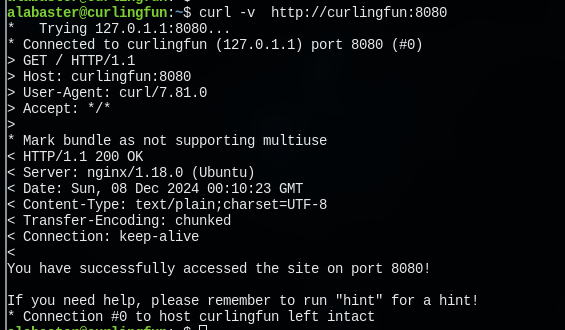 alabaster@curlingfun:~$ curl -v  http://curlingfun:8080
*   Trying 127.0.1.1:8080...
* Connected to curlingfun (127.0.1.1) port 8080 (#0)
> GET / HTTP/1.1
> Host: curlingfun:8080
> User-Agent: curl/7.81.0
> Accept: */*
>
* Mark bundle as not supporting multiuse
< HTTP/1.1 200 OK
< Server: nginx/1.18.0 (Ubuntu)
< Date: Sun, 08 Dec 2024 00:10:23 GMT
< Content-Type: text/plain;charset=UTF-8
< Transfer-Encoding: chunked
< Connection: keep-alive
<
You have successfully accessed the site on port 8080!

If you need help, please remember to run "hint" for a hint!
* Connection #0 to host curlingfun left intact
alabaster@curlingfun:~$